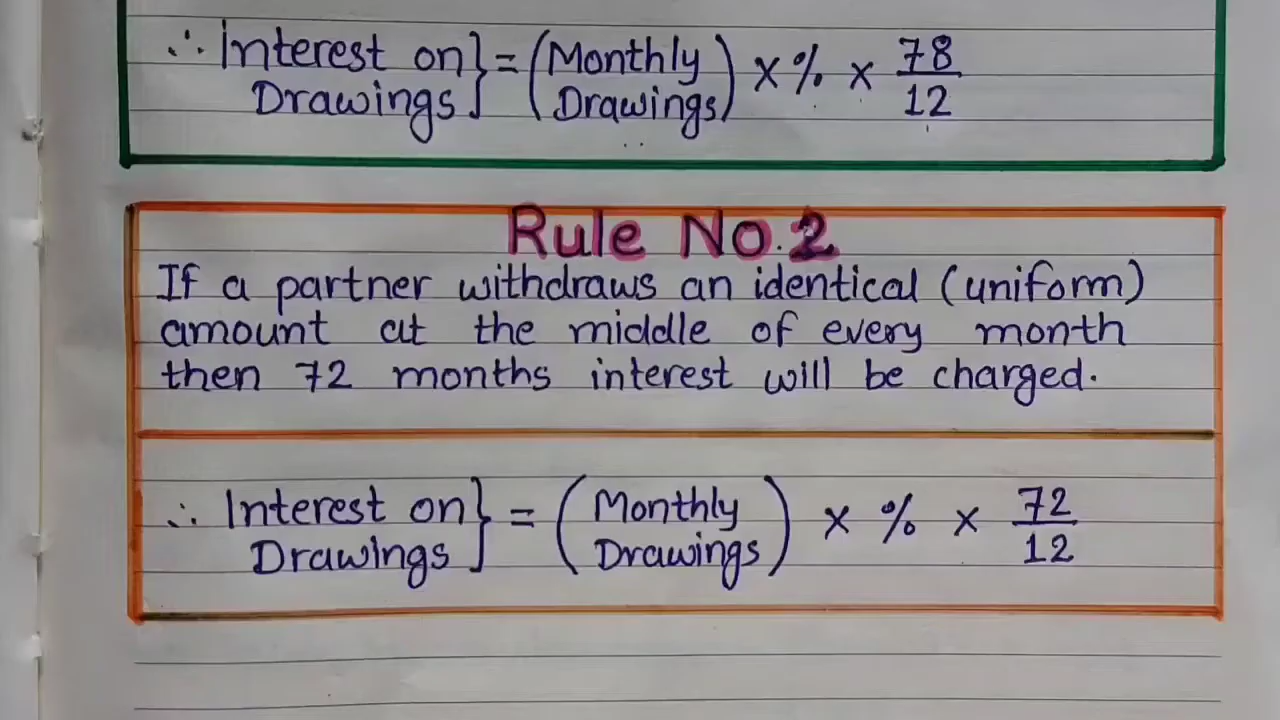 ∴ Interest on Drawings} = (Monthly Drawings) × % × 78/12
Rule No. 2
If a partner withdraws an identical (uniform)
amount at the middle of every month
then 72 months interest will be charged.
∴ Interest on Drawings} = (Monthly Drawings) × % × 72/12